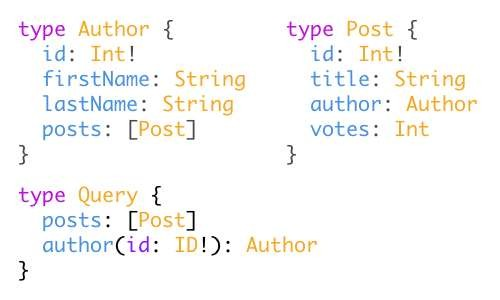 type Author {
  id: Int!
  firstName: String
  lastName: String
  posts: [Post]
}
type Post {
  id: Int!
  title: String
  author: Author
  votes: Int
}
type Query {
  posts: [Post]
  author(id: ID!): Author
}